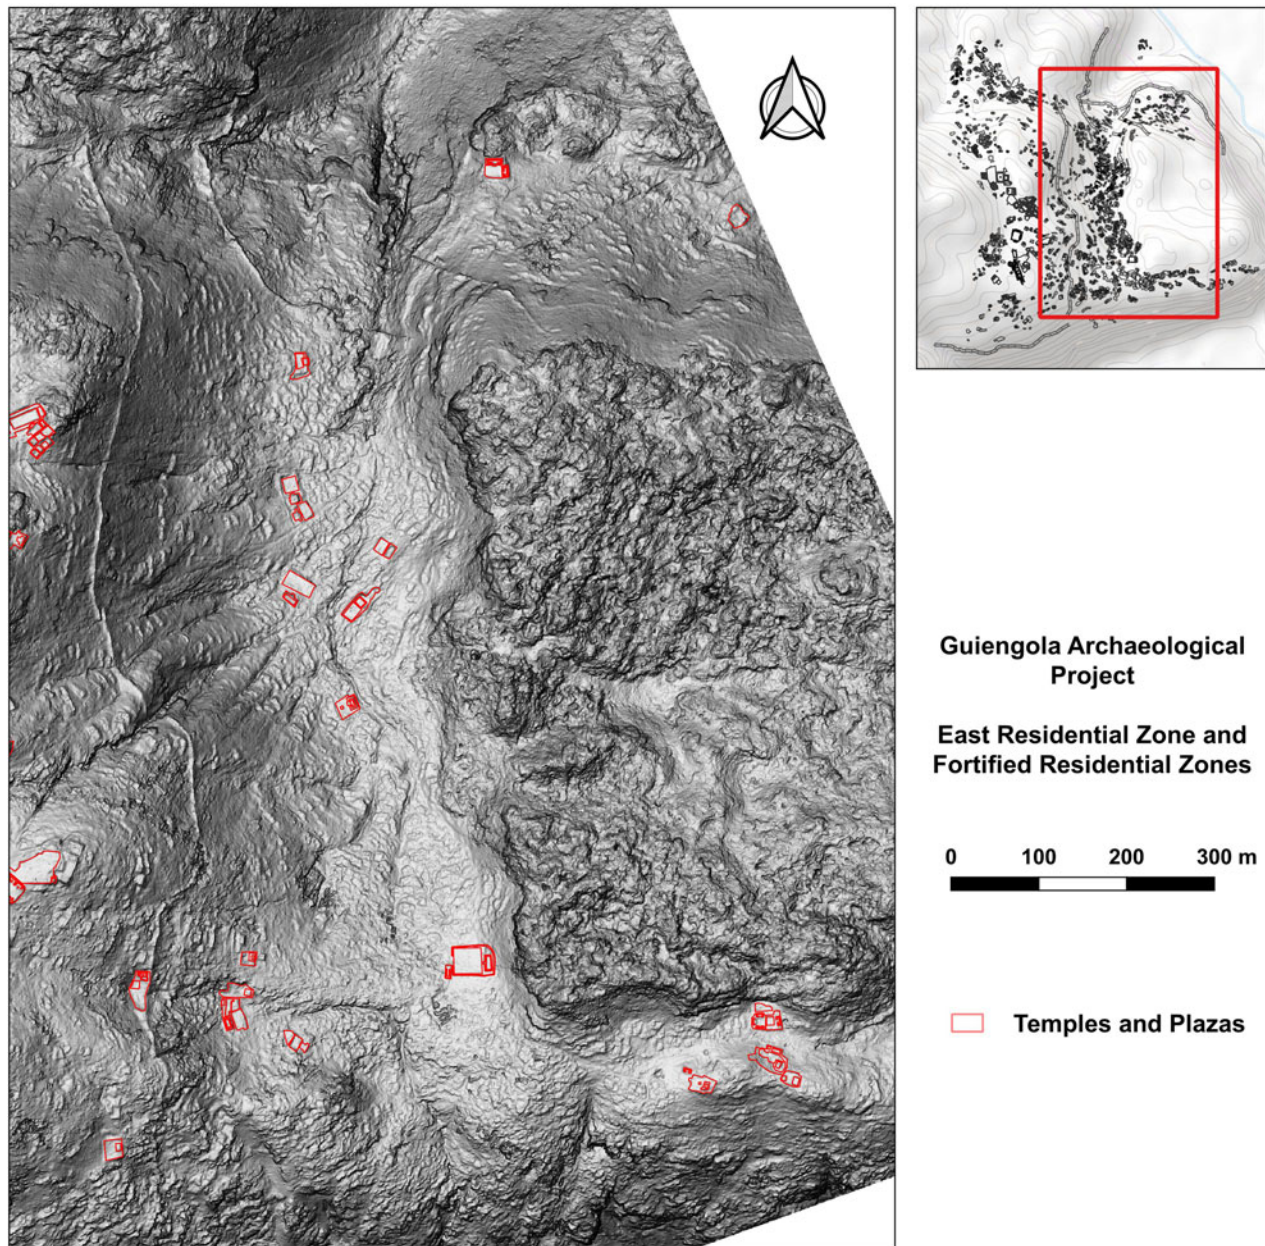 Guiengola Archaeological
Project
East Residential Zone and
Fortified Residential Zones
0 100 200 300 m
Temples and Plazas